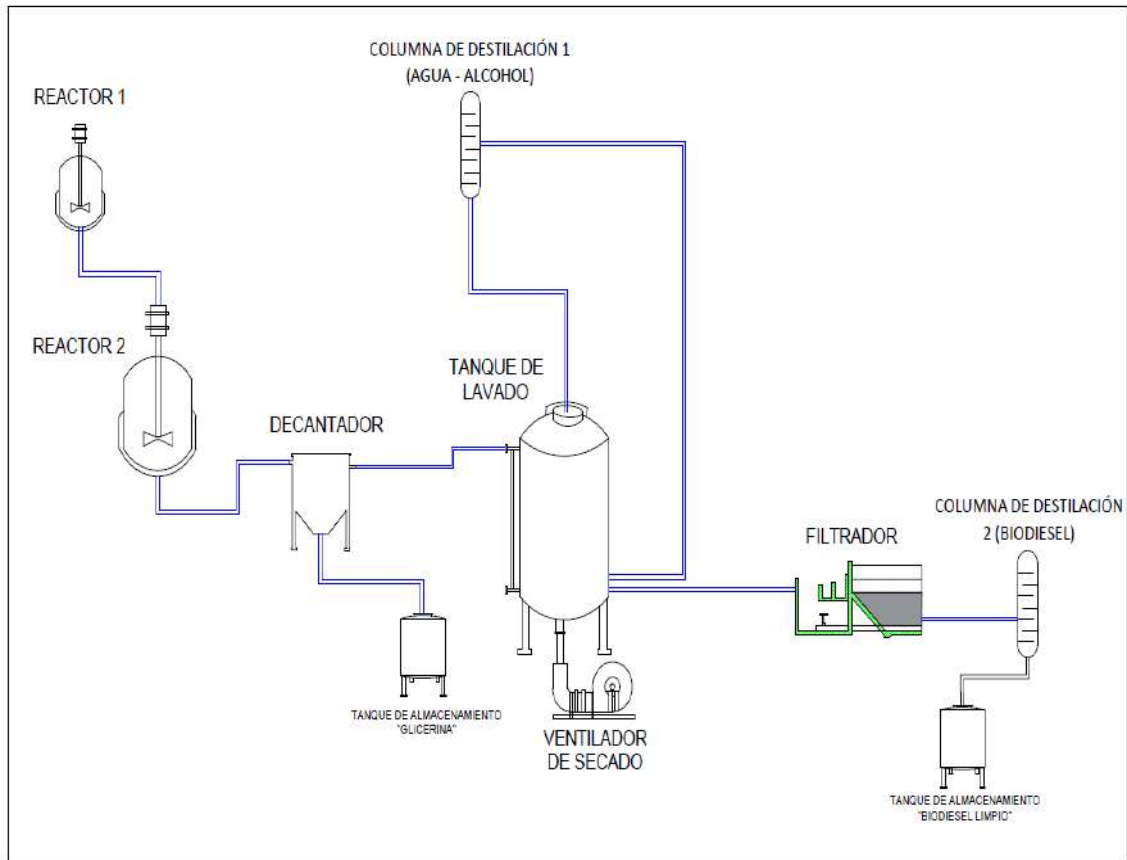 COLUMNA DE DESTILACIÓN 1
(AGUA - ALCOHOL)
REACTOR 1
REACTOR 2
TANQUE DE
LAVADO
DECANTADOR
COLUMNA DE DESTILACIÓN
2 (BIODIESEL)
FILTRADOR
TANQUE DE ALMACENAMIENTO
"GLICERINA"
VENTILADOR
DE SECADO
TANQUE DE ALMACENAMIENTO
"BIODIESEL LIMPIO"